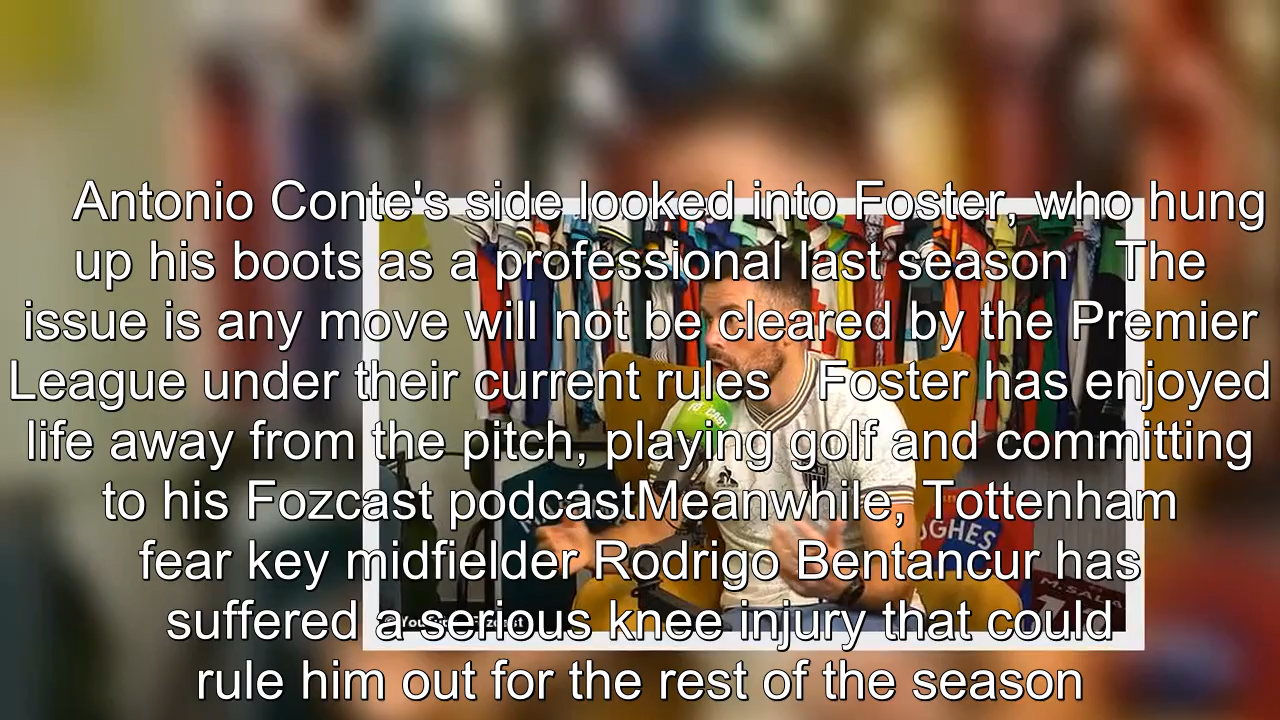 Antonio Conte's side looked into Foster, who hung
up his boots as a professional last season   The
issue is any move will not be cleared by the Premier
League under their current rules   Foster has enjoyed
life away from the pitch, playing golf and committing
to his Fozcast podcastMeanwhile, Tottenham
fear key midfielder Rodrigo Bentancur has
suffered a serious knee injury that could
rule him out for the rest of the season